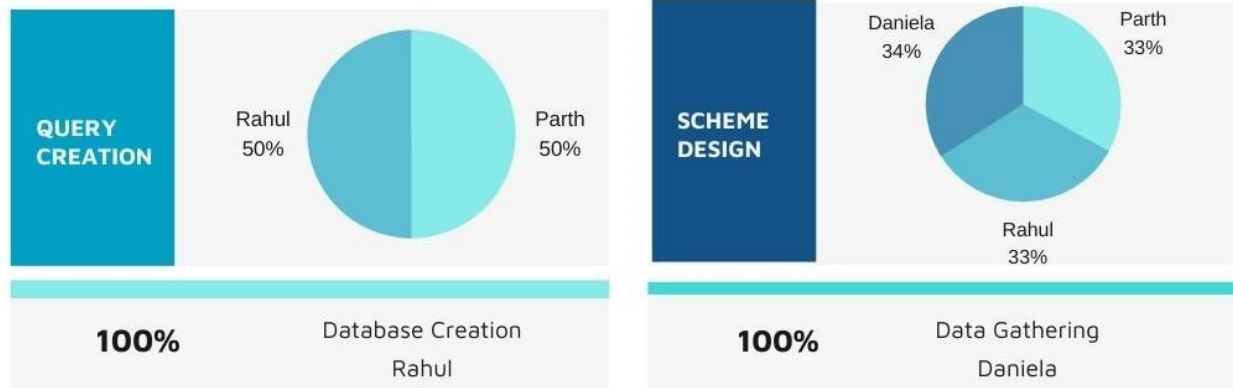 QUERY
CREATION
Rahul
50%
Parth
50%
SCHEME
DESIGN
Daniela
34%
Parth
33%
Rahul
33%
100%
Database Creation
Rahul
100%
Data Gathering
Daniela